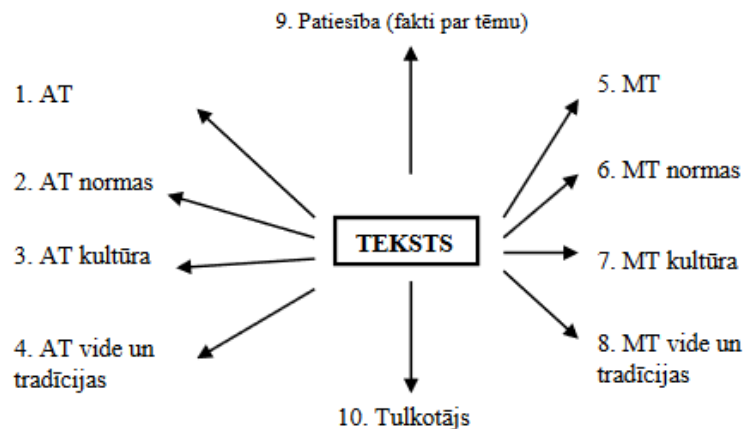 9. Patiesība (fakti par tēmu)
1. AT
2. AT normas
3. AT kultūra
4. AT vide un
tradīcijas
TEKSTS
5. MT
6. MT normas
7. MT kultūra
8. MT vide un
tradīcijas
10. Tulkotājs